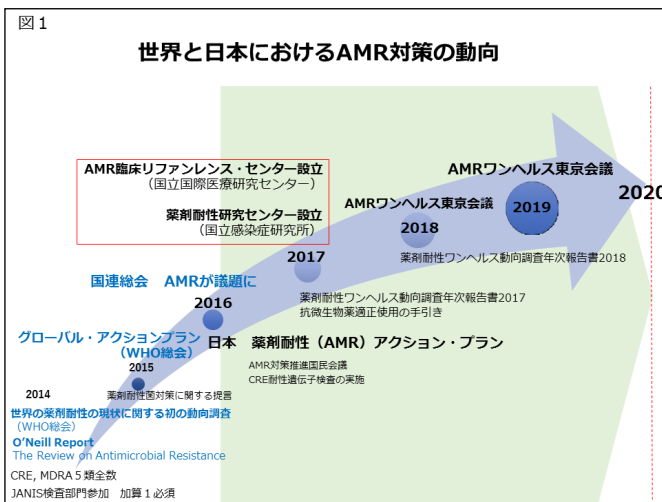 図1
世界と日本におけるAMR対策の動向
AMR臨床リファンレンス・センター設立
（国立国際医療研究センター）
薬剤耐性研究センター設立
（国立感染症研究所）
AMRワンヘルス東京会議
2020
2019
AMRワンヘルス東京会議
2018
薬剤耐性ワンヘルス動向調査年次報告書2018
2017
国連総会　AMRが議題に
2016
薬剤耐性ワンヘルス動向調査年次報告書2017
抗微生物薬適正使用の手引き
グローバル・アクションプラン
（WHO総会）
日本　薬剤耐性（AMR）アクション・プラン
AMR対策推進国民会議
CRE耐性遺伝子検査の実施
2015
薬剤耐性菌対策に関する提言
2014
世界の薬剤耐性の現状に関する初の動向調査
（WHO総会）
O'Neill Report
The Review on Antimicrobial Resistance
CRE, MDRA５類全数
JANIS検査部門参加　加算１必須